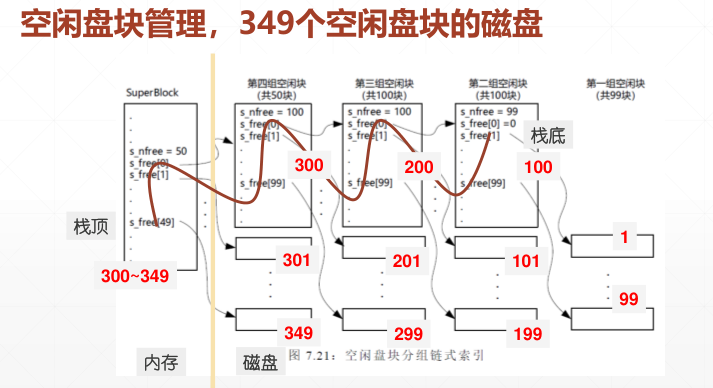 空闲盘块管理，349个空闲盘块的磁盘
SuperBlock
s_nfree = 50
s_free[0]
s_free[1]
s_free[49]
栈顶
300~349
内存
第四组空闲块
（共50块）
s_nfree = 100
s_free[0]
s_free[1]
s_free[99]
300
301
349
磁盘
第三组空闲块
（共100块）
s_nfree = 100
s_free[0]
s_free[1]
s_free[99]
200
201
299
第二组空闲块
（共100块）
s_nfree = 99
s_free[0] =0
s_free[1]
s_free[99]
栈底
100
101
199
第一组空闲块
（共99块）
1
99
图 7.21：空闲盘块分组链式索引